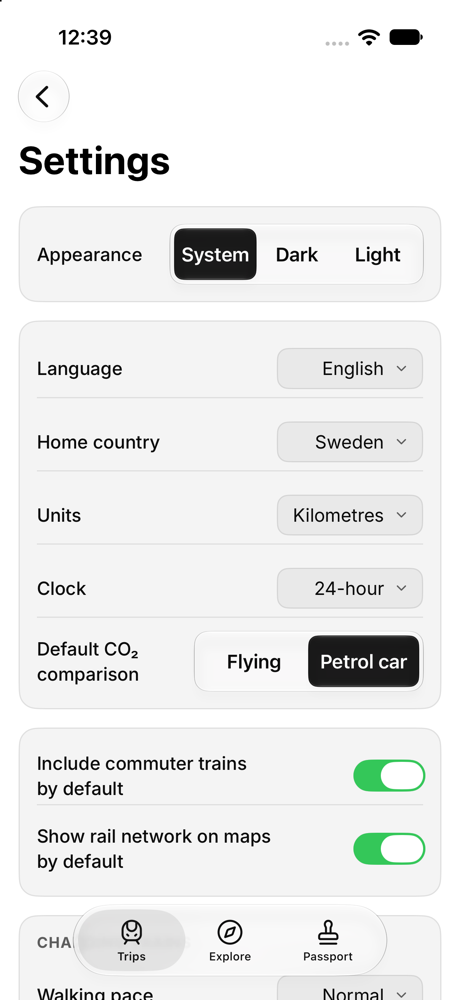 12:39
Settings
Appearance
System Dark Light
Language English
Home country Sweden
Units Kilometres
Clock 24-hour
Default CO₂
comparison
Flying Petrol car
Include commuter trains
by default
Show rail network on maps
by default
Trips Explore Passport
Walking pace Normal